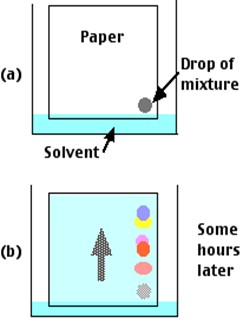 Paper
(a)
Drop of
mixture
Solvent
(b)
Some
hours
later